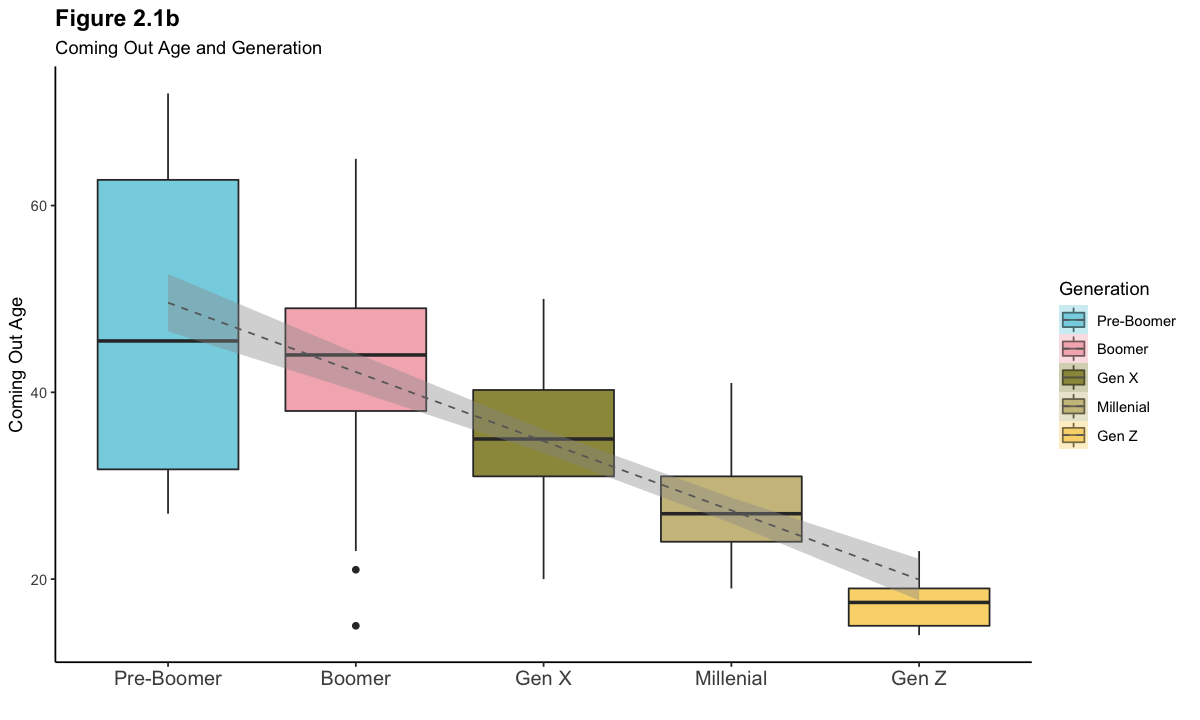 Figure 2.1b
Coming Out Age and Generation
Coming Out Age
60
40
20
Pre-Boomer
Boomer
Gen X
Millenial
Gen Z
Generation
Pre-Boomer
Boomer
Gen X
Millenial
Gen Z